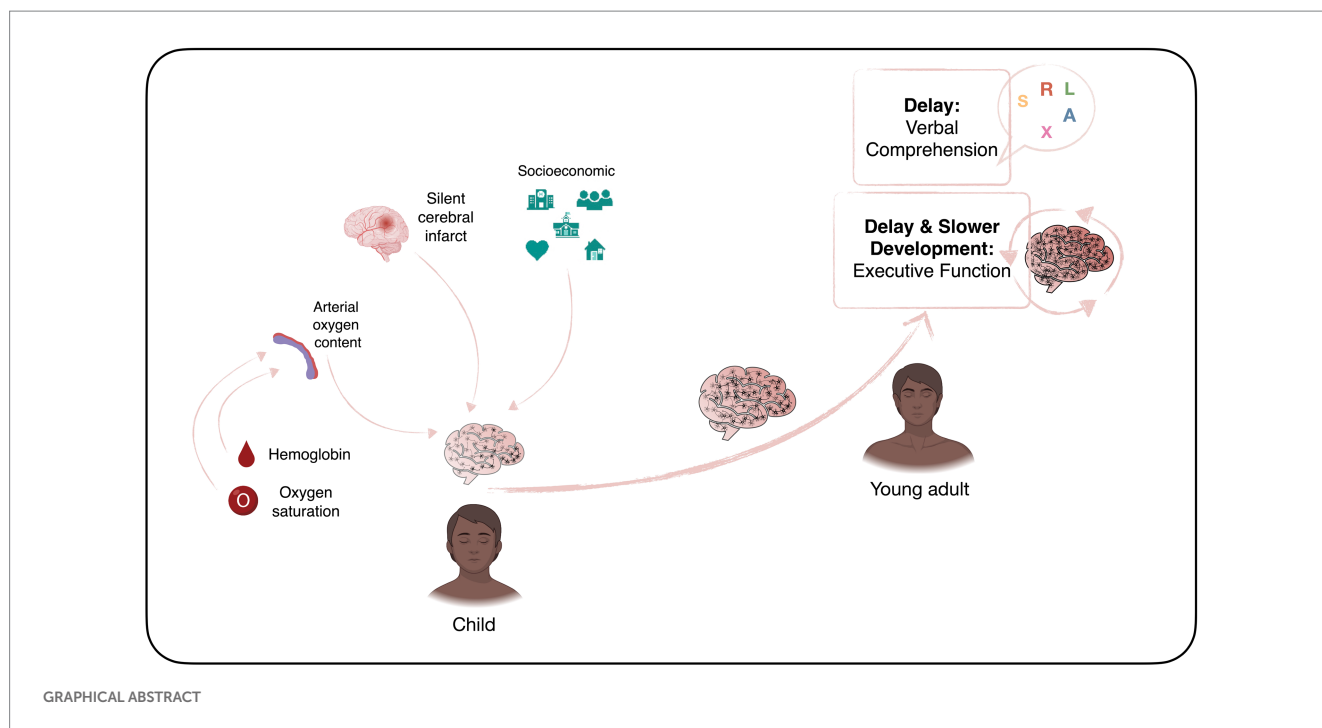 Delay:
Verbal
Comprehension
S R L
A
X
Socioeconomic
Silent
cerebral
infarct
Delay & Slower
Development:
Executive Function
Arterial
oxygen
content
Hemoglobin
O
Oxygen
saturation
Young adult
Child
GRAPHICAL ABSTRACT